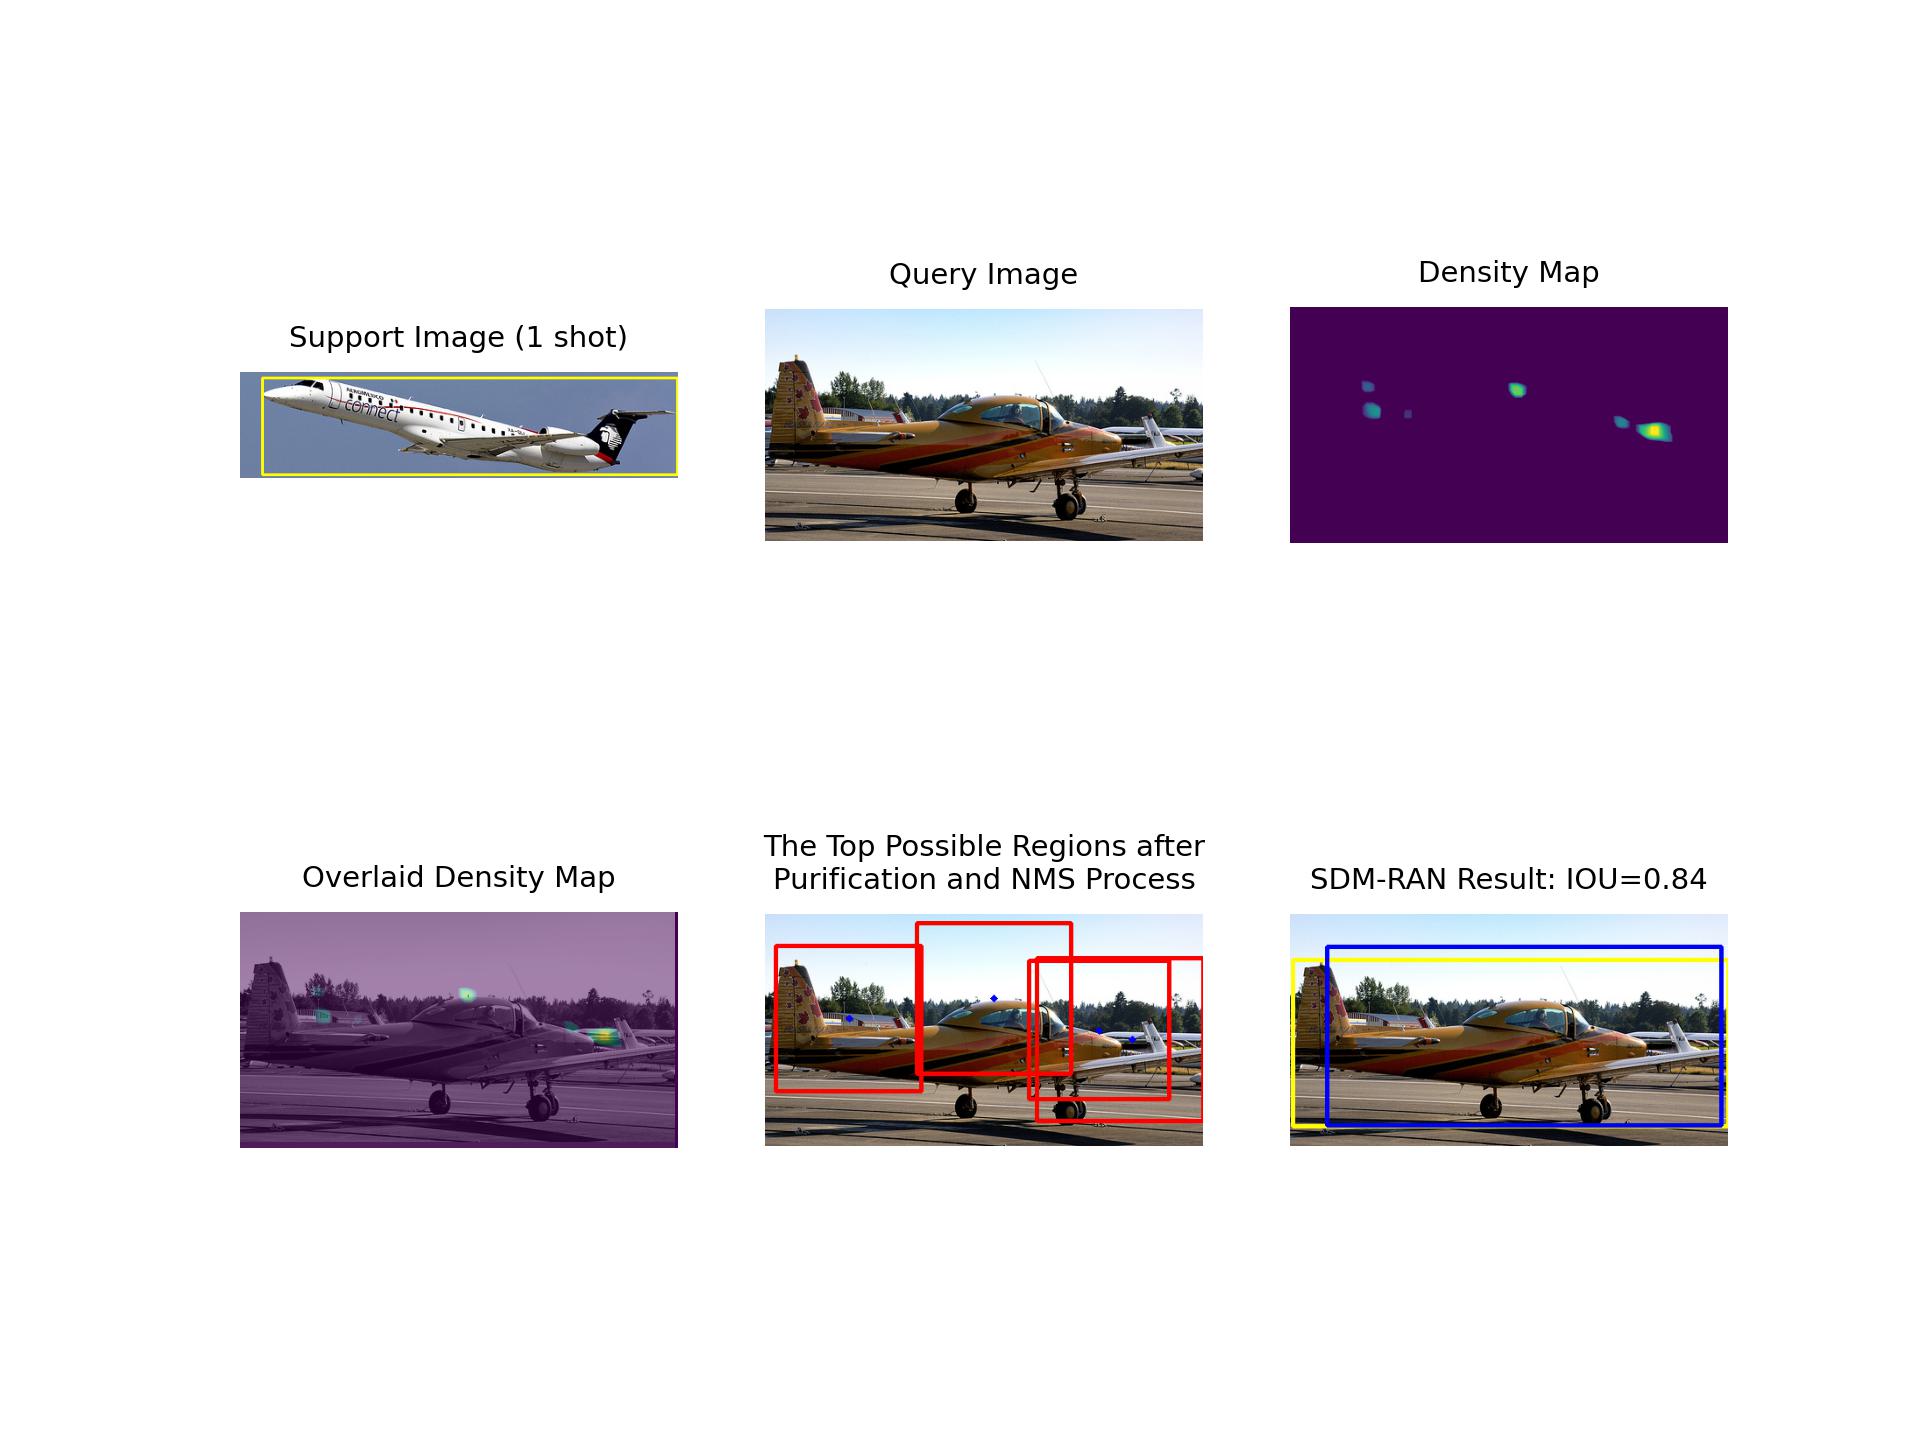 Support Image (1 shot)
Query Image
Density Map
connect
Overlaid Density Map
The Top Possible Regions after
Purification and NMS Process
SDM-RAN Result: IOU=0.84